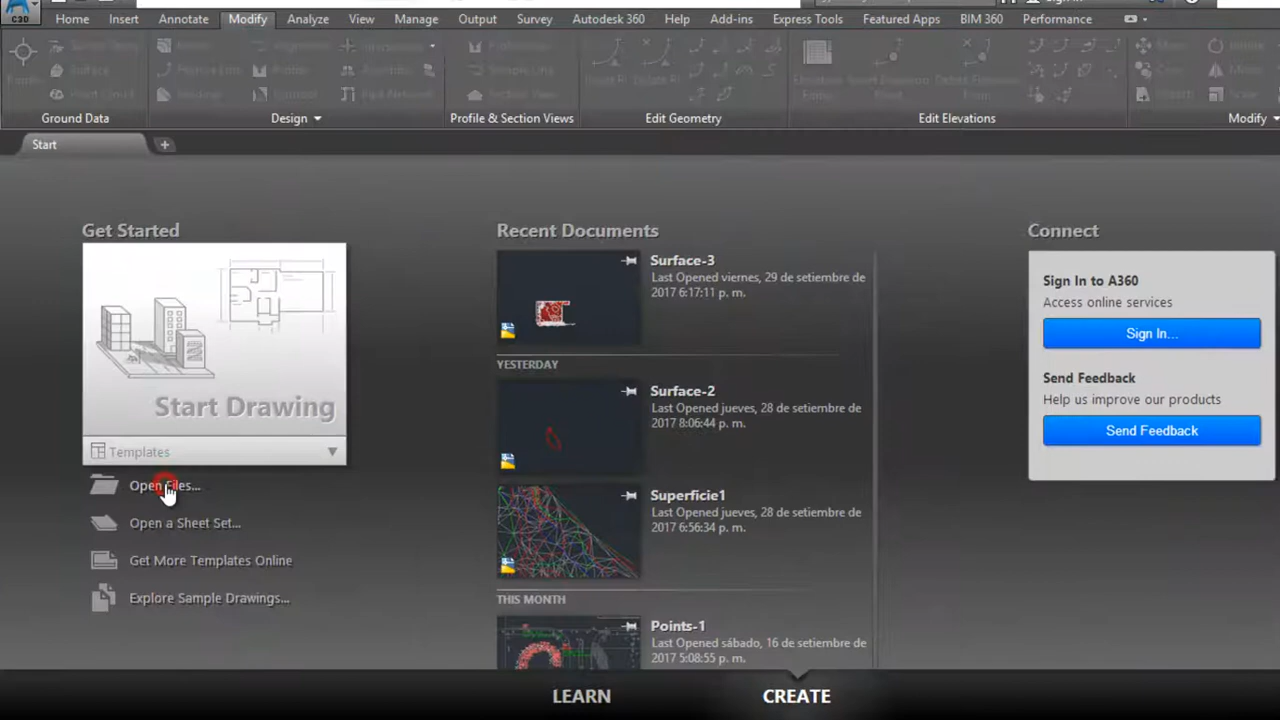 C3D
Home Insert Annotate Modify Analyze View Manage Output Survey Autodesk 360 Help Add-ins Express Tools Featured Apps BIM 360 Performance
Ground Data Design Profile & Section Views Edit Geometry Edit Elevations Modify
Start
Get Started
Start Drawing
Templates
Open Files...
Open a Sheet Set...
Get More Templates Online
Explore Sample Drawings...
Recent Documents
Surface-3
Last Opened viernes, 29 de setiembre de
2017 6:17:11 p. m.
YESTERDAY
Surface-2
Last Opened jueves, 28 de setiembre de
2017 8:06:44 p. m.
Superficie1
Last Opened jueves, 28 de setiembre de
2017 6:56:34 p. m.
THIS MONTH
Points-1
Last Opened sábado, 16 de setiembre de
2017 5:08:55 p. m.
Connect
Sign In to A360
Access online services
Sign In...
Send Feedback
Help us improve our products
Send Feedback
LEARN CREATE